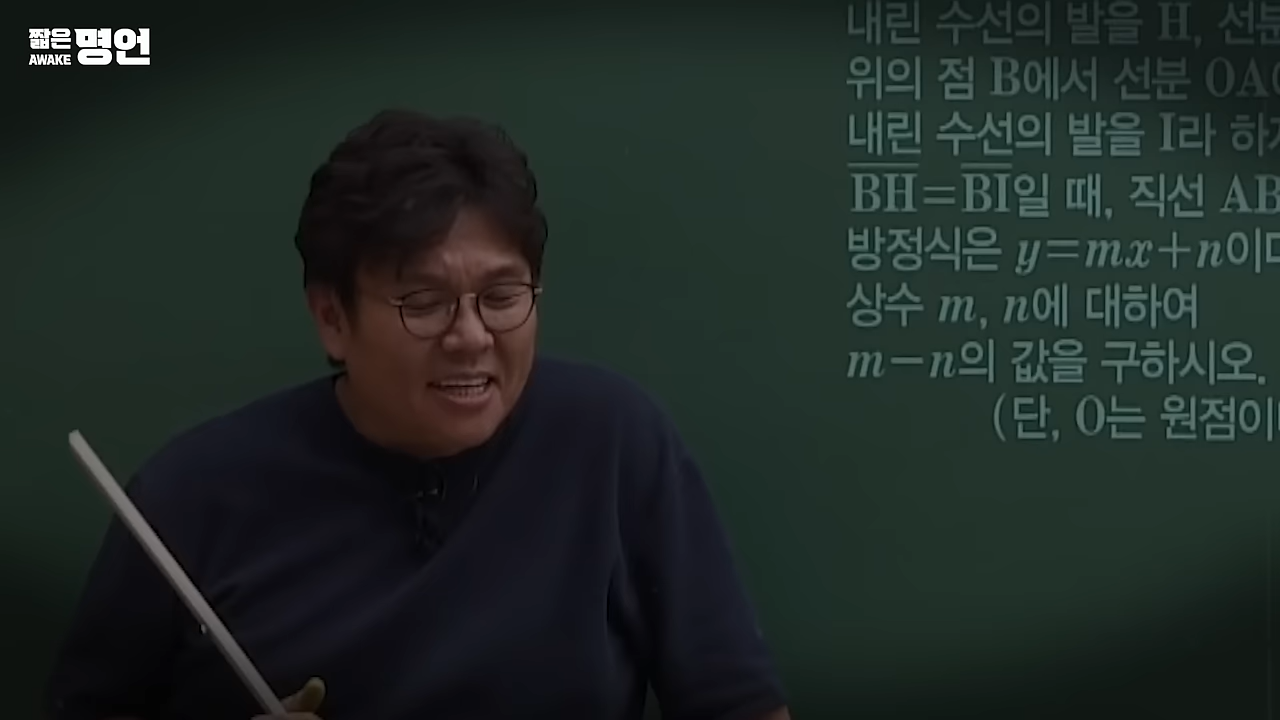 짧은 명언
AWAKE
내린 수선의 발을 H, 선분
위의 점 B에서 선분 OA
내린 수선의 발을 I라 하
BH=BI일 때, 직선 AB
방정식은 y=mx+n이
상수 m, n에 대하여
m-n의 값을 구하시오.
(단, O는 원점이